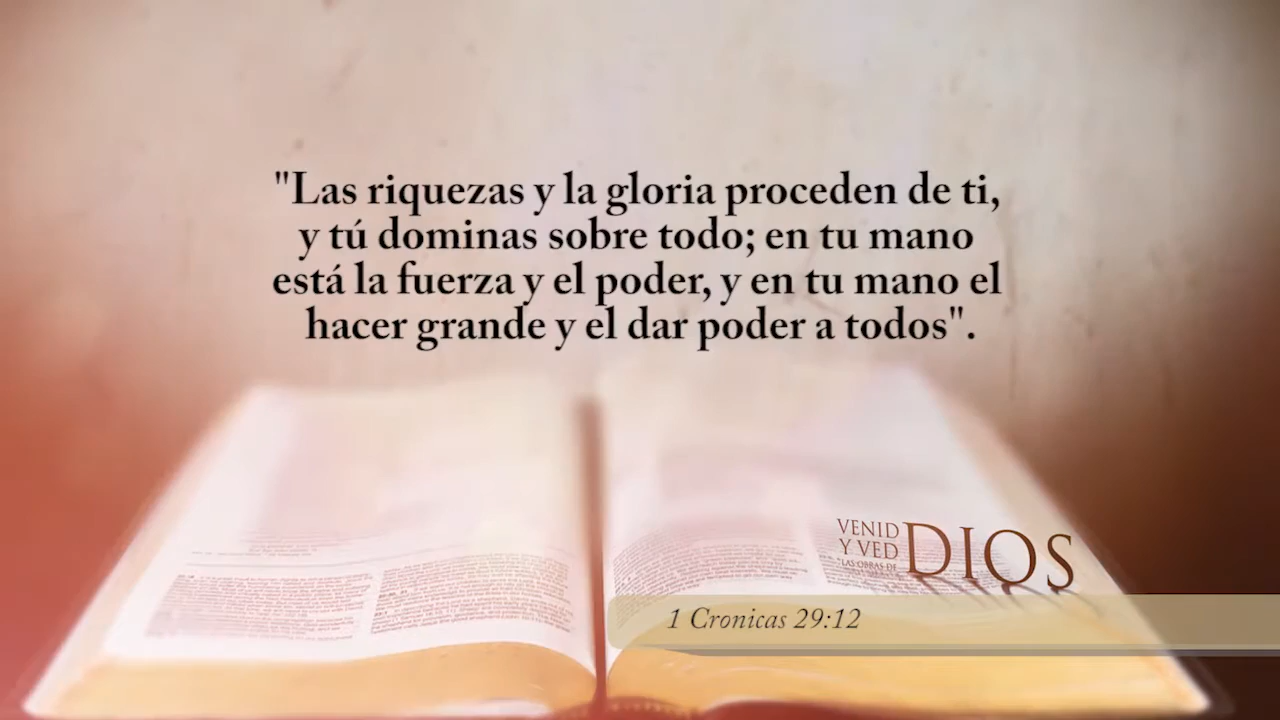 "Las riquezas y la gloria proceden de ti,
y tú dominas sobre todo; en tu mano
está la fuerza y el poder, y en tu mano el
hacer grande y el dar poder a todos".
VENID
Y VED
"LAS OBRAS DE
DIOS
1 Cronicas 29:12